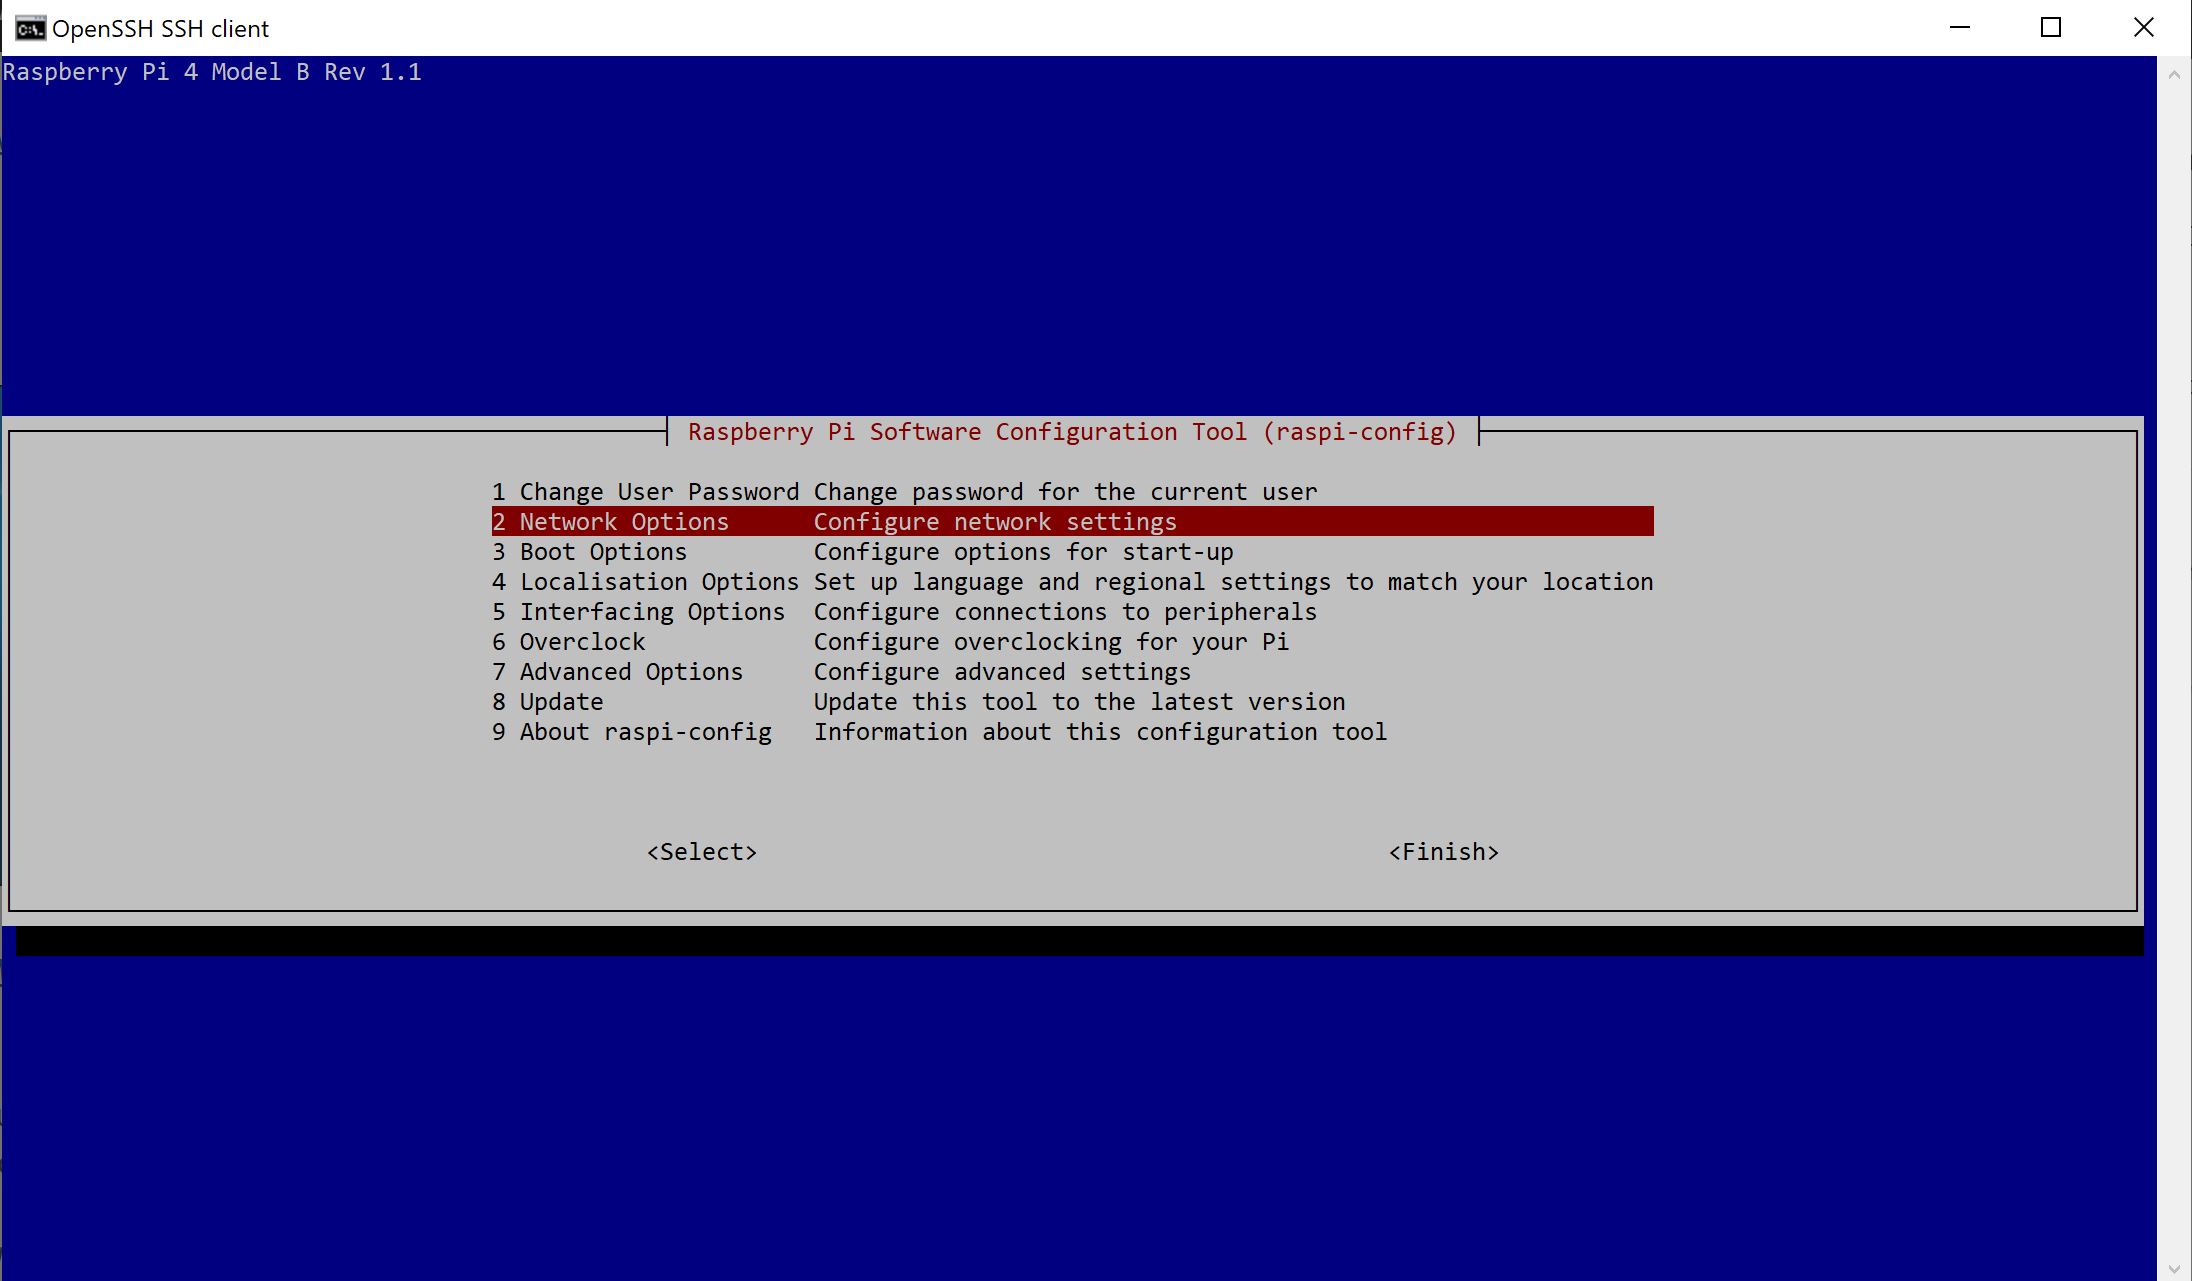 OpenSSH SSH client
Raspberry Pi 4 Model B Rev 1.1
Raspberry Pi Software Configuration Tool (raspi-config)
1 Change User Password Change password for the current user
2 Network Options Configure network settings
3 Boot Options Configure options for start-up
4 Localisation Options Set up language and regional settings to match your location
5 Interfacing Options Configure connections to peripherals
6 Overclock Configure overclocking for your Pi
7 Advanced Options Configure advanced settings
8 Update Update this tool to the latest version
9 About raspi-config Information about this configuration tool
<Select> <Finish>